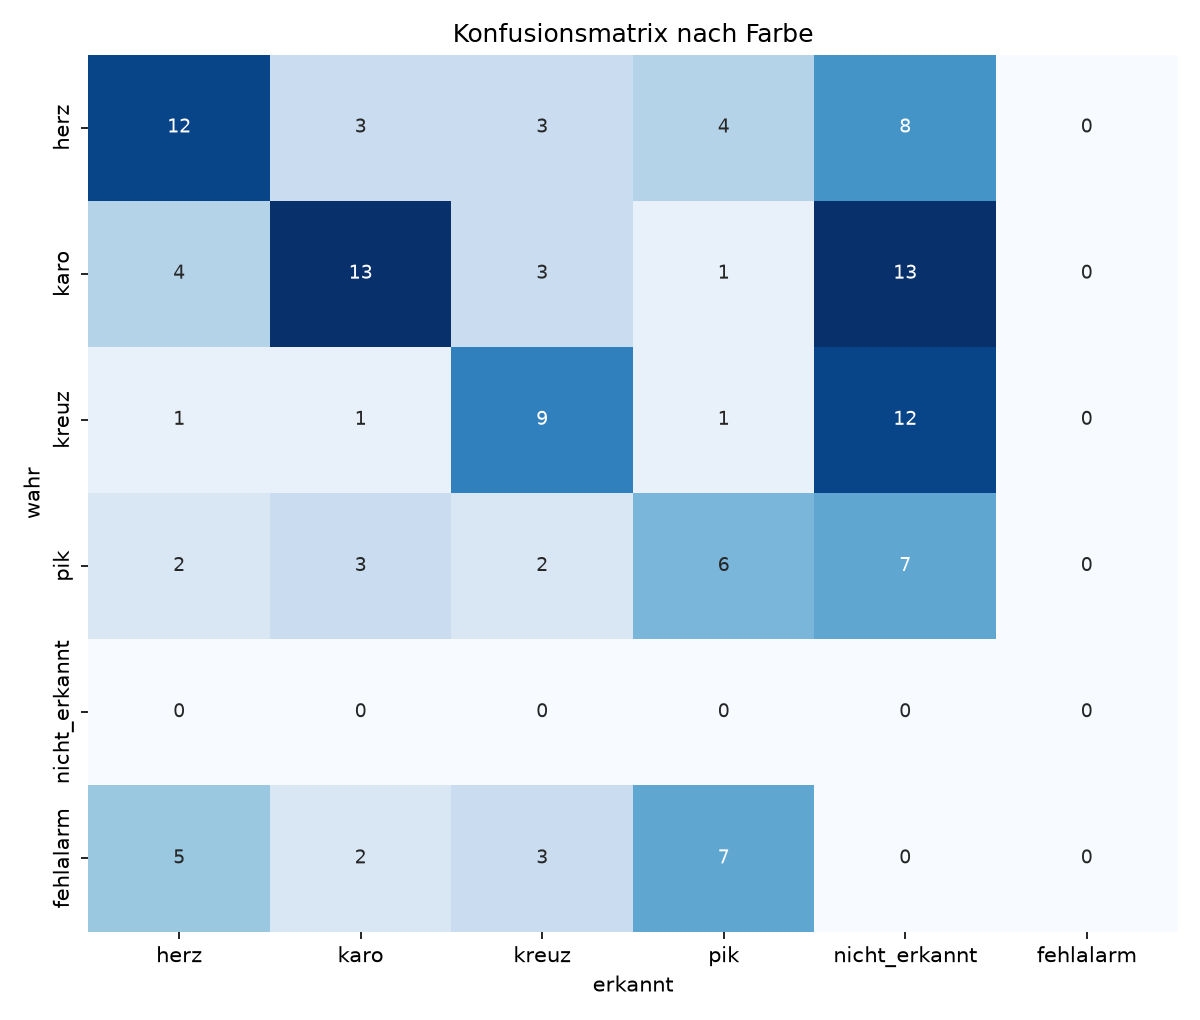 Konfusionsmatrix nach Farbe
wahr
herz 12 3 3 4 8 0
karo 4 13 3 1 13 0
kreuz 1 1 9 1 12 0
pik 2 3 2 6 7 0
nicht_erkannt 0 0 0 0 0 0
fehlalarm 5 2 3 7 0 0
herz karo kreuz pik nicht_erkannt fehlalarm
erkannt